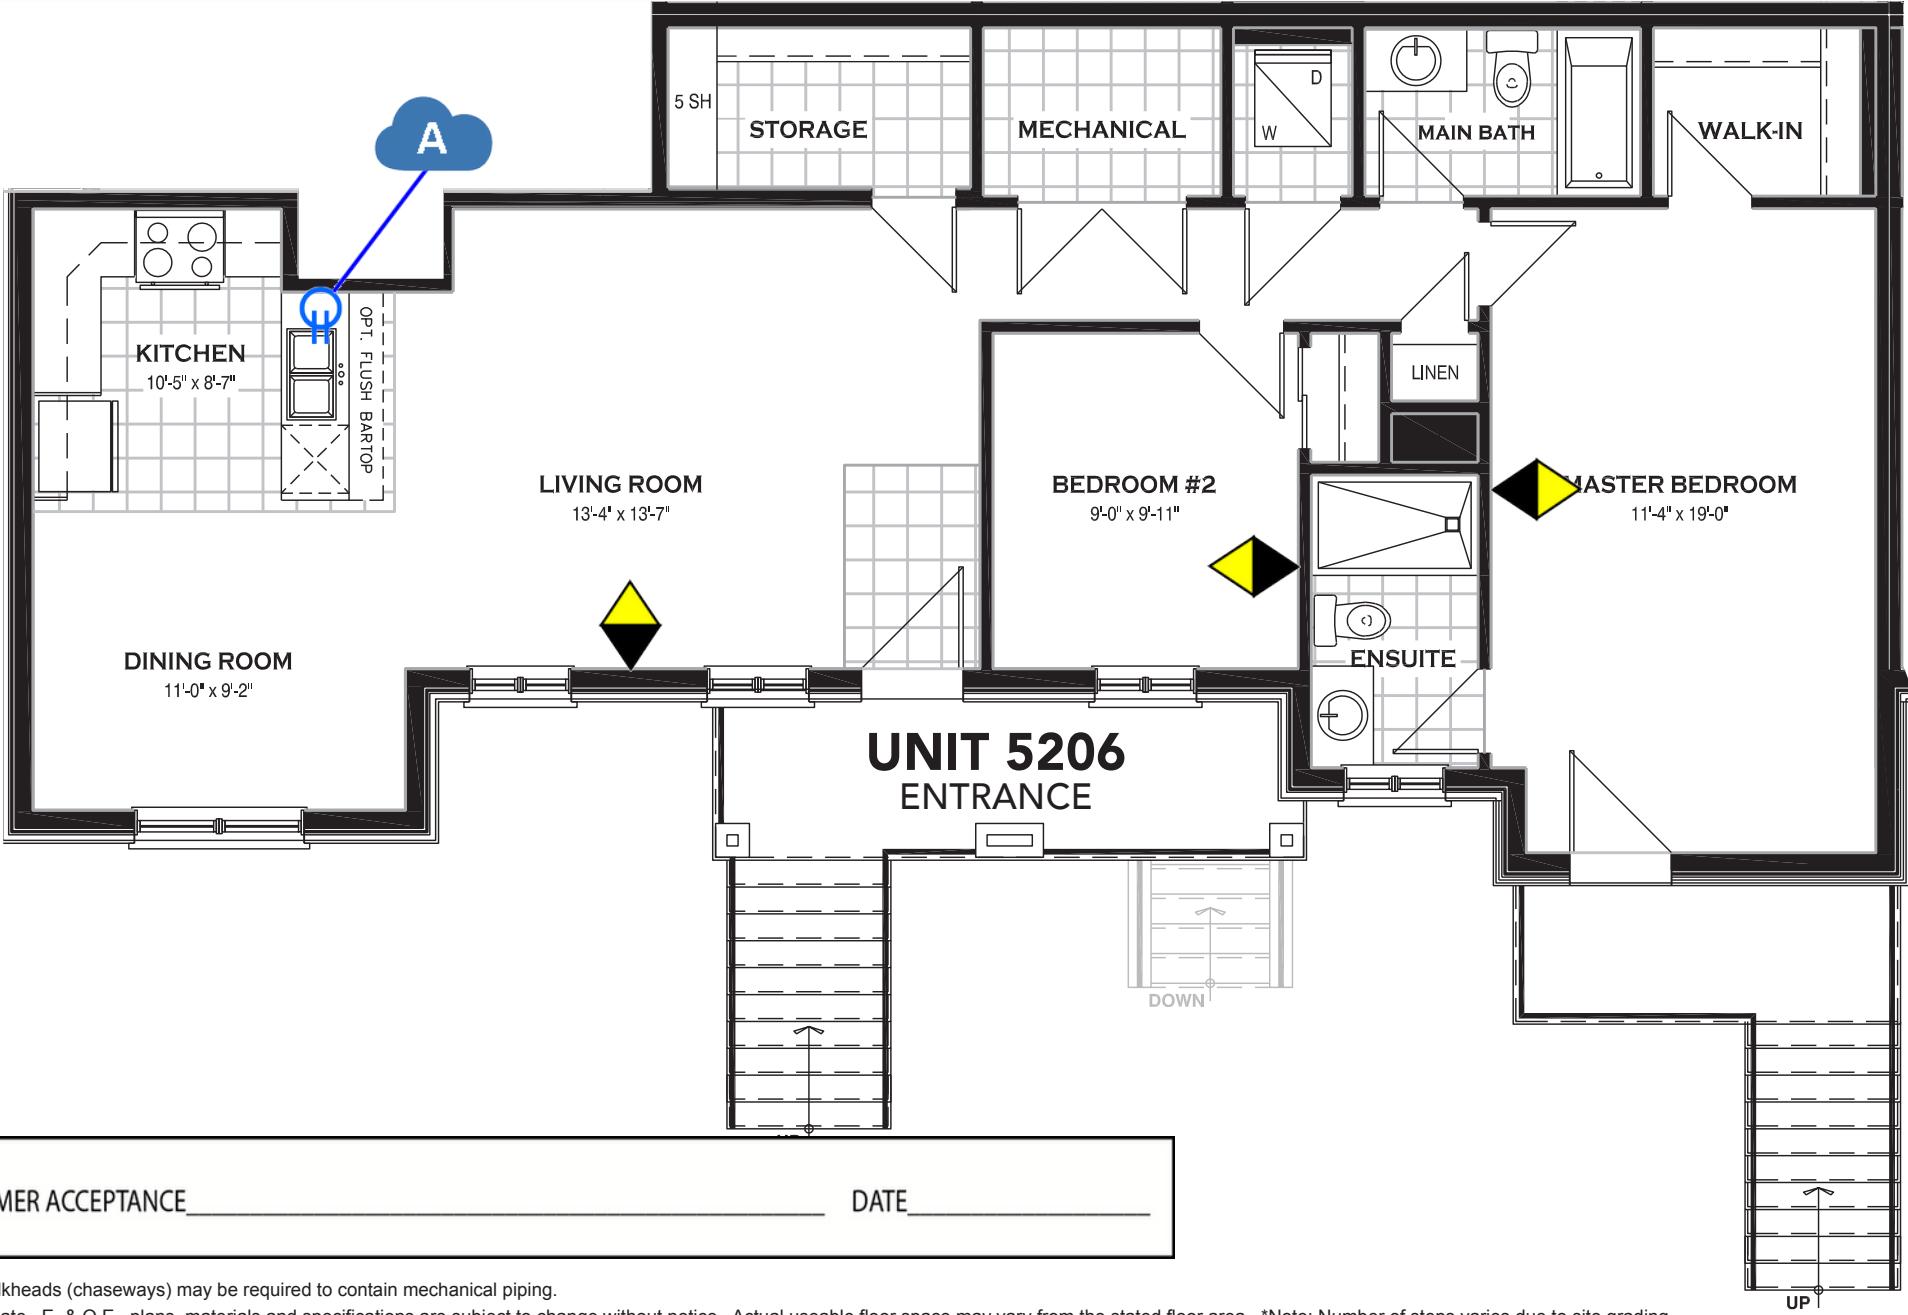 A
5 SH
STORAGE
MECHANICAL
D
W
MAIN BATH
WALK-IN
KITCHEN
10'-5" x 8'-7"
OPT. FLUSH BARTOP
LINEN
LIVING ROOM
13'-4" x 13'-7"
BEDROOM #2
9'-0" x 9'-11"
MASTER BEDROOM
11'-4" x 19'-0"
DINING ROOM
11'-0" x 9'-2"
ENSUITE
UNIT 5206
ENTRANCE
DOWN
MER ACCEPTANCE DATE
lkheads (chaseways) may be required to contain mechanical piping.
UP